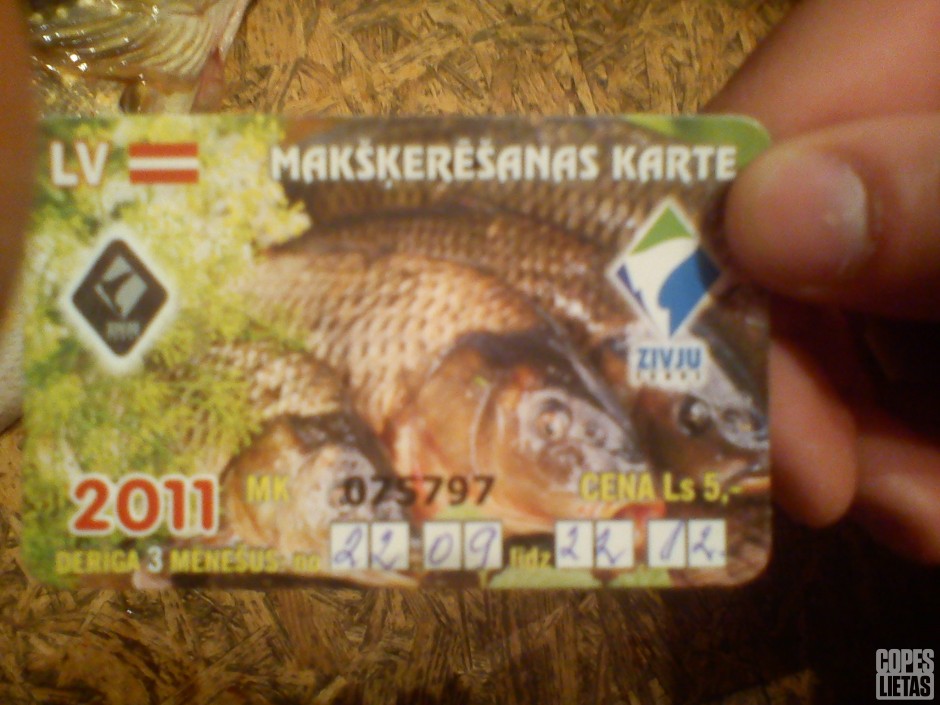 LV MAKŠĶERĒŠANAS KARTE
ZIVJU
2011 MK 075797 CENA Ls 5,-
DERĪGA 3 MĒNEŠUS: no 22 09 līdz 22 12.
COPES
LIETAS